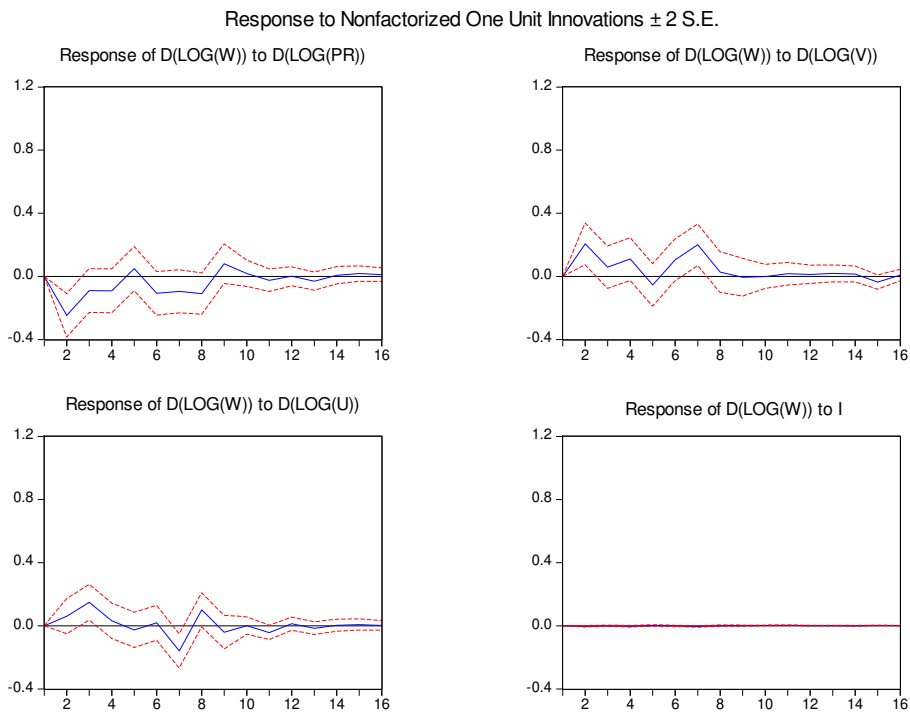 Response to Nonfactorized One Unit Innovations ± 2 S.E.
Response of D(LOG(W)) to D(LOG(PR))
1.2
0.8
0.4
0.0
-0.4
2 4 6 8 10 12 14 16
Response of D(LOG(W)) to D(LOG(V))
1.2
0.8
0.4
0.0
-0.4
2 4 6 8 10 12 14 16
Response of D(LOG(W)) to D(LOG(U))
1.2
0.8
0.4
0.0
-0.4
2 4 6 8 10 12 14 16
Response of D(LOG(W)) to I
1.2
0.8
0.4
0.0
-0.4
2 4 6 8 10 12 14 16